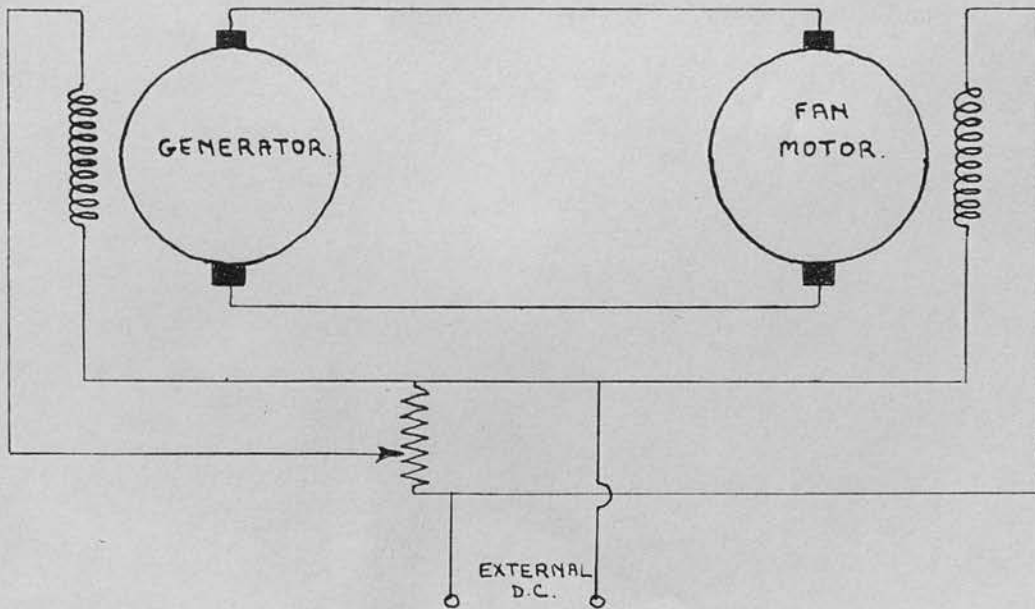 GENERATOR.
FAN
MOTOR.
EXTERNAL
D.C.